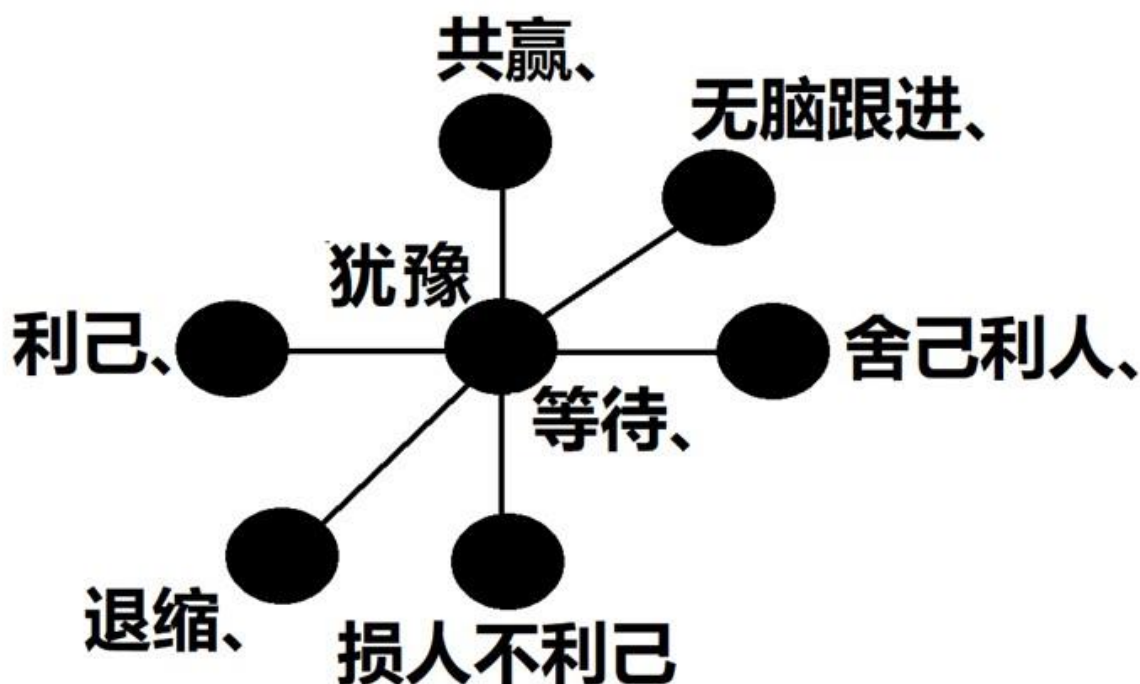 共赢、
无脑跟进、
犹豫
利己、
舍己利人、
等待、
退缩、
损人不利己